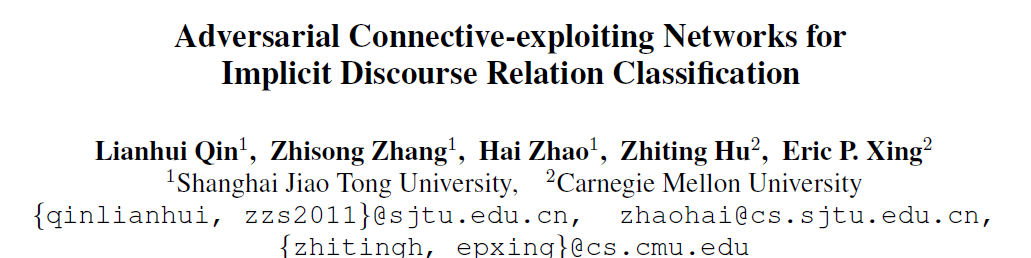 Adversarial Connective-exploiting Networks for
Implicit Discourse Relation Classification
Lianhui Qin¹, Zhisong Zhang¹, Hai Zhao¹, Zhiting Hu², Eric P. Xing²
¹Shanghai Jiao Tong University, ²Carnegie Mellon University
{qinlianhui, zzs2011}@sjtu.edu.cn, zhaohai@cs.sjtu.edu.cn,
{zhitingh, epxing}@cs.cmu.edu